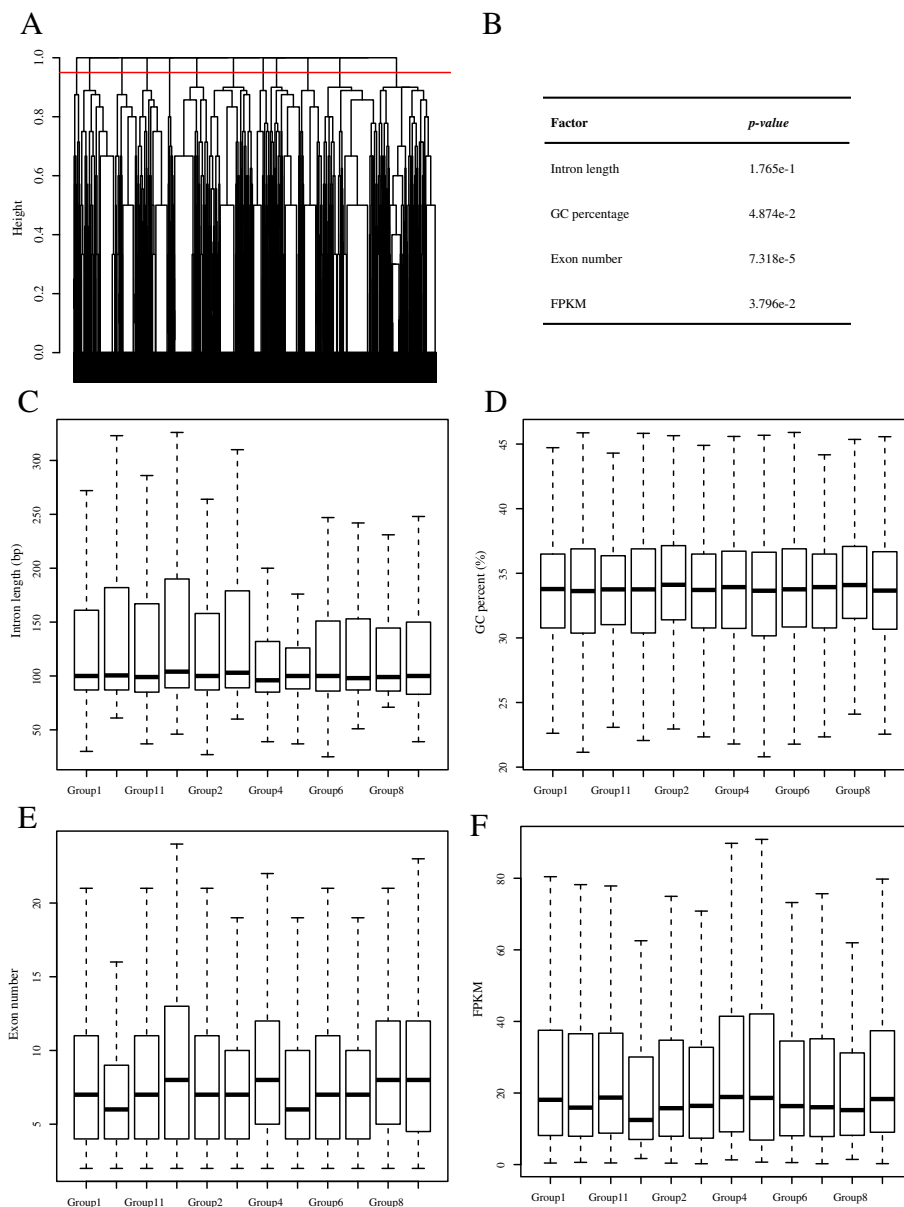 A
B
1.0
0.8
0.6
0.4
0.2
0.0
Height
Factor p-value
Intron length 1.765e-1
GC percentage 4.874e-2
Exon number 7.318e-5
FPKM 3.796e-2
C
D
300
250
200
150
100
50
Intron length (bp)
Group1 Group11 Group2 Group4 Group6 Group8
45
40
35
30
25
20
GC percent (%)
Group1 Group11 Group2 Group4 Group6 Group8
E
F
20
15
10
5
Exon number
Group1 Group11 Group2 Group4 Group6 Group8
80
60
40
20
0
FPKM
Group1 Group11 Group2 Group4 Group6 Group8